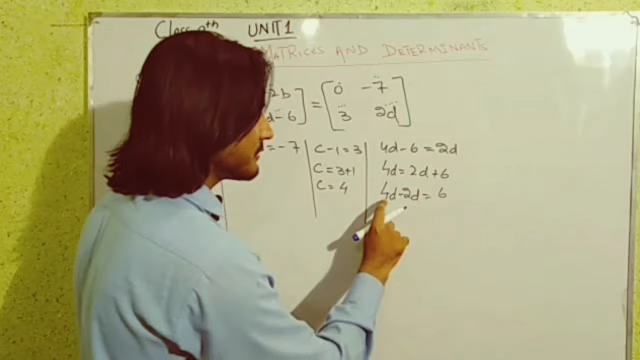 Class 9th UNIT 1
MATRICES AND DETERMINANTS
2b ] = [ 0 -7
d-6 ] [ 3 2d ]
= -7 | C-1=3 | 4d-6=2d
C=3+1 | 4d=2d+6
C=4 | 4d-2d=6